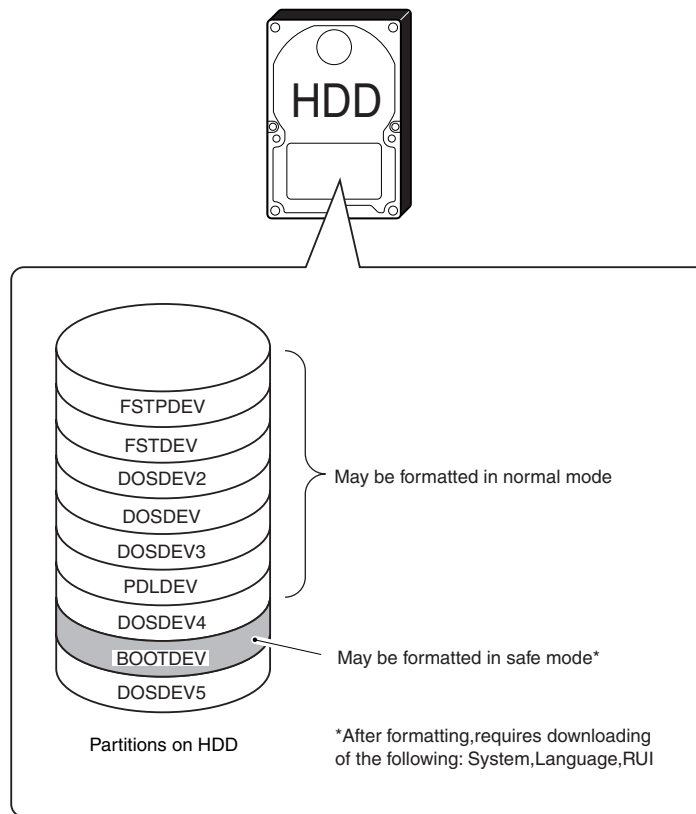 HDD
FSTPDEV
FSTDEV
DOSDEV2
DOSDEV
DOSDEV3
PDLDEV
DOSDEV4
BOOTDEV
DOSDEV5
May be formatted in normal mode
May be formatted in safe mode*
Partitions on HDD
*After formatting,requires downloading
of the following: System,Language,RUI